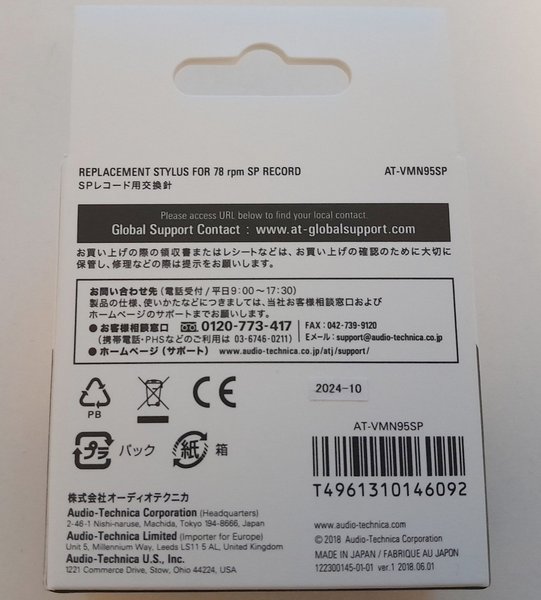 REPLACEMENT STYLUS FOR 78 rpm SP RECORD AT-VMN95SP
SPレコード用交換針
Please access URL below to find your local contact.
Global Support Contact : www.at-globalsupport.com
お買い上げの際の領収書またはレシートなどは、お買い上げの確認のために大切に
保管し、修理などの際は提示をお願いします。
お問い合わせ先 (電話受付/平日9:00〜17:30)
製品の仕様、使いかたなどにつきましては、当社お客様相談窓口および
ホームページのサポートまでお願いします。
●お客様相談窓口 0120-773-417 FAX:042-739-9120
(携帯電話・PHSなどのご利用は 03-6746-0211) Eメール:support@audio-technica.co.jp
●ホームページ(サポート) www.audio-technica.co.jp/atj/support/
PB
CE
2024-10
プラ パック 紙 箱
AT-VMN95SP
T4961310146092
株式会社オーディオテクニカ
Audio-Technica Corporation (Headquarters)
2-46-1 Nishi-naruse, Machida, Tokyo 194-8666, Japan
Audio-Technica Limited (Importer for Europe)
Unit 5, Millennium Way, Leeds LS11 5 AL, United Kingdom
Audio-Technica U.S., Inc.
1221 Commerce Drive, Stow, Ohio 44224, USA
www.audio-technica.com
© 2018 Audio-Technica Corporation
MADE IN JAPAN / FABRIQUE AU JAPON
122300145-01-01 ver.1 2018.06.01